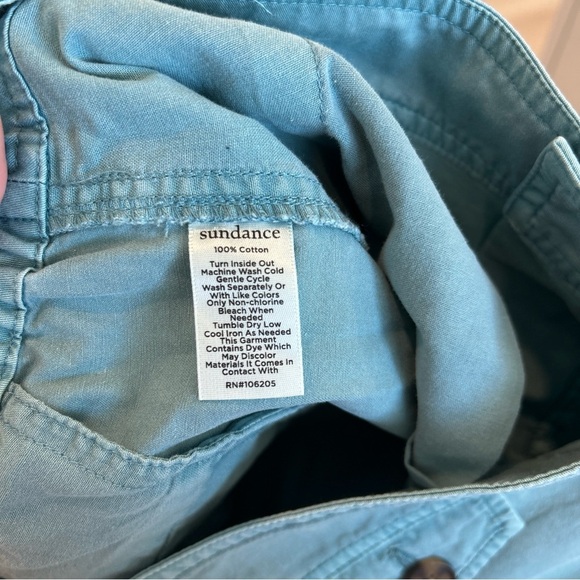 sundance
100% Cotton
Turn Inside Out
Machine Wash Cold
Gentle Cycle
Wash Separately Or
With Like Colors
Only Non-chlorine
Bleach When
Needed
Tumble Dry Low
Cool Iron As Needed
This Garment
Contains Dye Which
May Discolor
Materials It Comes In
Contact With
RN#106205